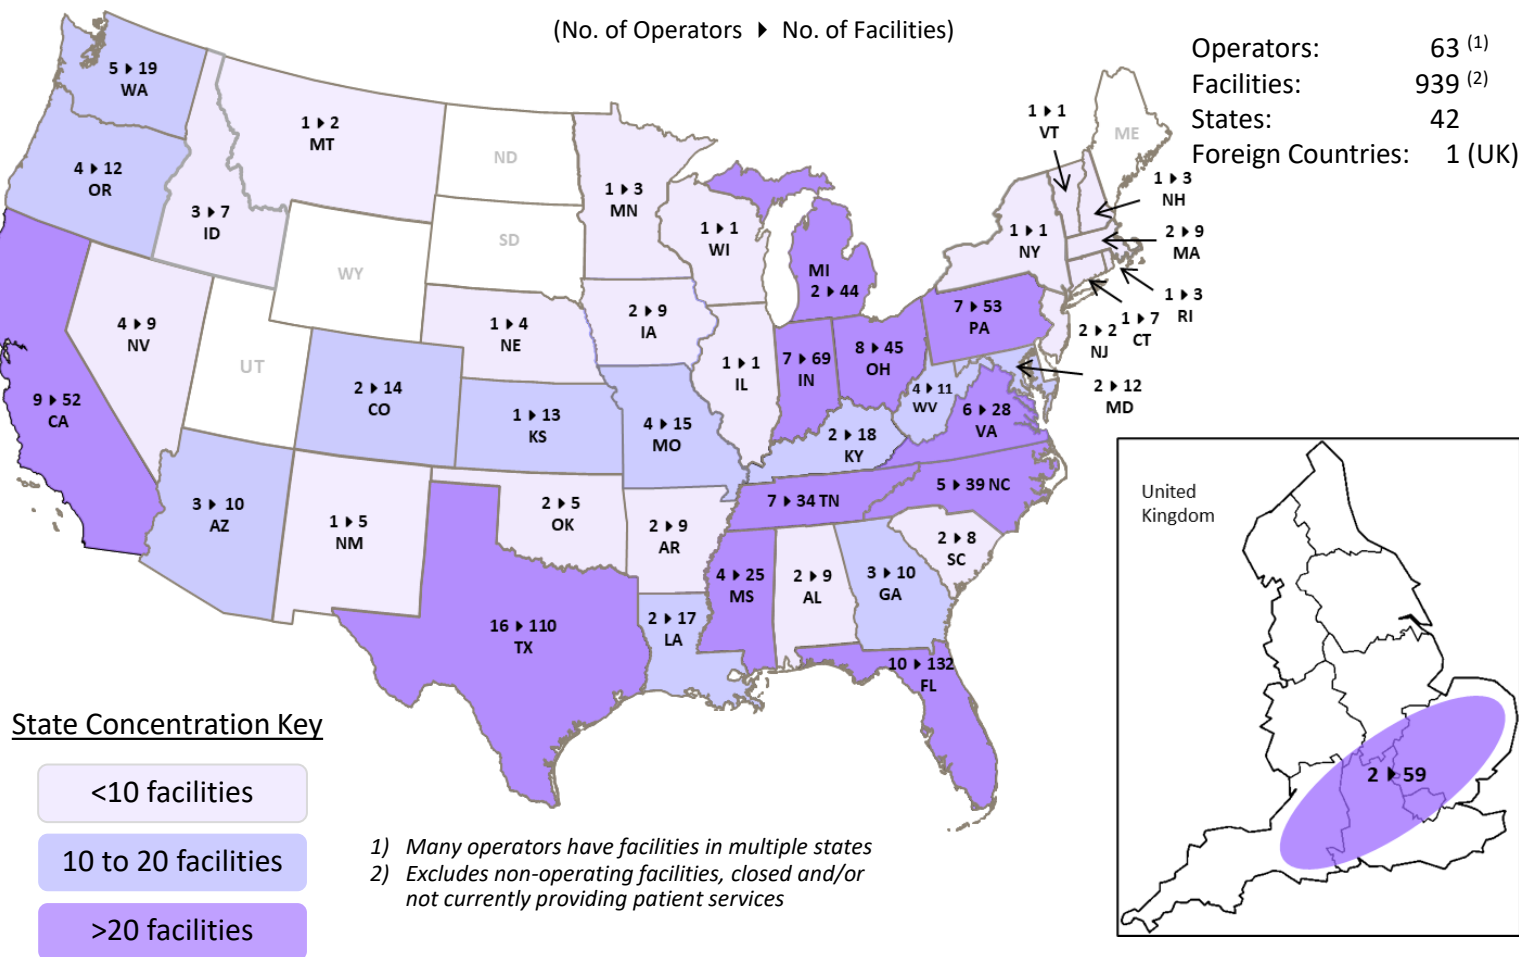 (No. of Operators ▶ No. of Facilities)
Operators: 63 (1)
Facilities: 939 (2)
States: 42
Foreign Countries: 1 (UK)
5 ▶ 19
WA
4 ▶ 12
OR
3 ▶ 7
ID
1 ▶ 2
MT
ND
SD
WY
UT
1 ▶ 3
MN
1 ▶ 1
WI
MI
2 ▶ 44
1 ▶ 1
NY
1 ▶ 1
VT
ME
1 ▶ 3
NH
2 ▶ 9
MA
1 ▶ 3
RI
1 ▶ 7
CT
2 ▶ 2
NJ
2 ▶ 12
MD
7 ▶ 53
PA
4 ▶ 9
NV
9 ▶ 52
CA
2 ▶ 14
CO
1 ▶ 4
NE
2 ▶ 9
IA
1 ▶ 1
IL
7 ▶ 69
IN
8 ▶ 45
OH
4 ▶ 11
WV
6 ▶ 28
VA
1 ▶ 13
KS
4 ▶ 15
MO
2 ▶ 18
KY
3 ▶ 10
AZ
1 ▶ 5
NM
2 ▶ 5
OK
2 ▶ 9
AR
7 ▶ 34 TN
5 ▶ 39 NC
2 ▶ 8
SC
4 ▶ 25
MS
2 ▶ 9
AL
3 ▶ 10
GA
16 ▶ 110
TX
2 ▶ 17
LA
10 ▶ 132
FL
United
Kingdom
2 ▶ 59
State Concentration Key
<10 facilities
10 to 20 facilities
>20 facilities
1) Many operators have facilities in multiple states
2) Excludes non-operating facilities, closed and/or
not currently providing patient services